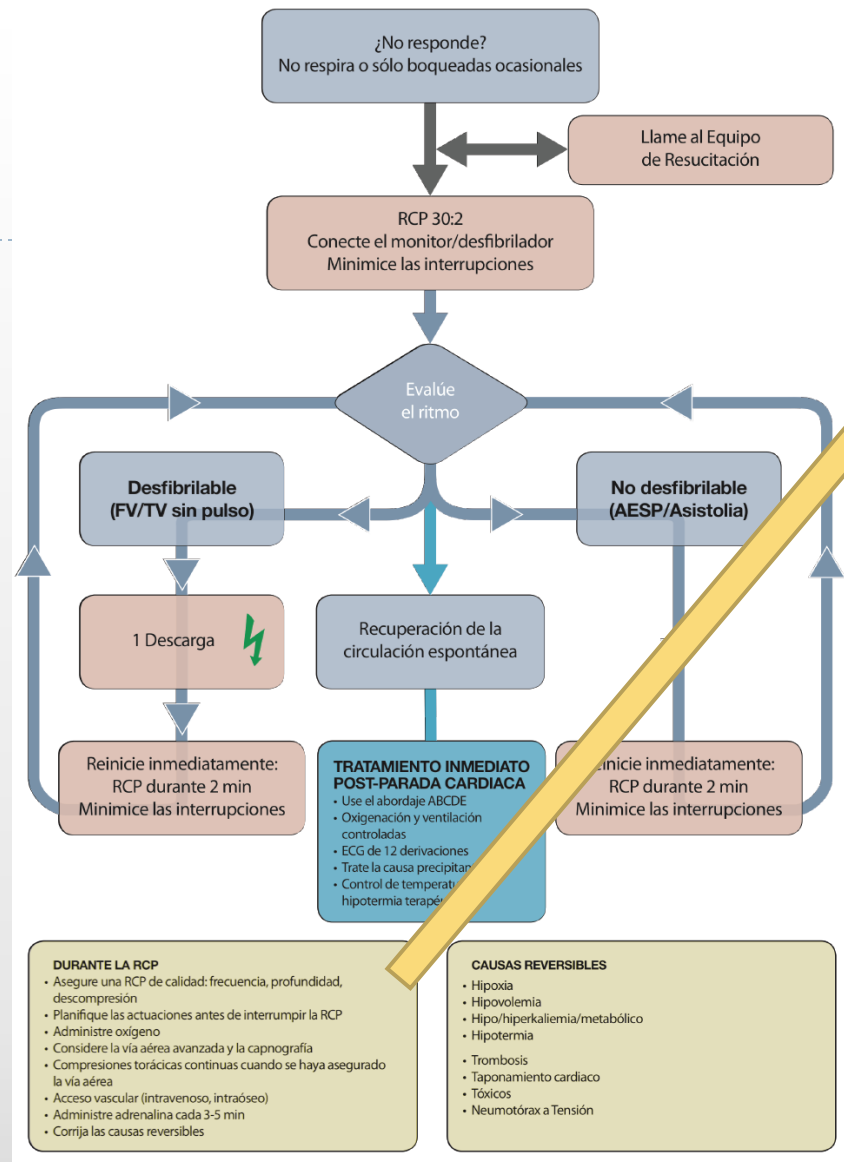 ¿No responde?
No respira o sólo boqueadas ocasionales
Llame al Equipo
de Resucitación
RCP 30:2
Conecte el monitor/desfibrilador
Minimice las interrupciones
Evalúe
el ritmo
Desfibrilable
(FV/TV sin pulso)
No desfibrilable
(AESP/Asistolia)
1 Descarga
Recuperación de la
circulación espontánea
Reinicie inmediatamente:
RCP durante 2 min
Minimice las interrupciones
TRATAMIENTO INMEDIATO
POST-PARADA CARDIACA
• Use el abordaje ABCDE
• Oxigenación y ventilación
controladas
• ECG de 12 derivaciones
• Trate la causa
• Control de
hipotermia
inmediatamente:
RCP durante 2 min
Minimice las interrupciones
DURANTE LA RCP
• Asegure una RCP de calidad: frecuencia, profundidad,
descompresión
• Planifique las actuaciones antes de interrumpir la RCP
• Administre oxígeno
• Considere la vía aérea avanzada y la capnografía
• Compresiones torácicas continuas cuando se haya asegurado
la vía aérea
• Acceso vascular (intravenoso, intraóseo)
• Administre adrenalina cada 3-5 min
• Corrija las causas reversibles
CAUSAS REVERSIBLES
• Hipoxia
• Hipovolemia
• Hipo/hiperkaliemia/metabólico
• Hipotermia
• Trombosis
• Taponamiento cardiaco
• Tóxicos
• Neumotórax a Tensión